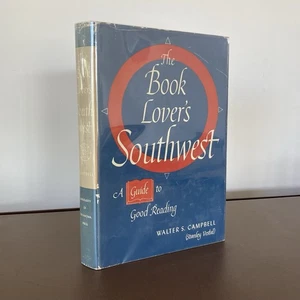 The
Book
Lover's
Southwest
A Guide to
Good Reading
WALTER S. CAMPBELL
(Stanley Vestal)